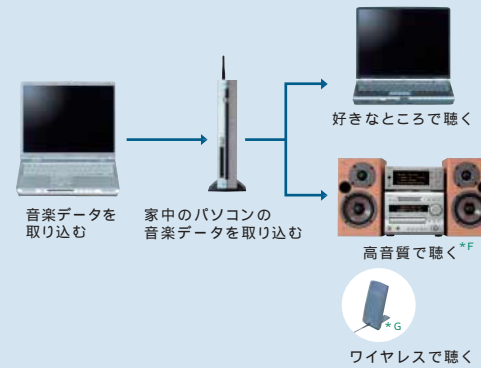 音楽データを
取り込む
家中のパソコンの
音楽データを取り込む
好きなところで聴く
高音質で聴く*F
*G
ワイヤレスで聴く